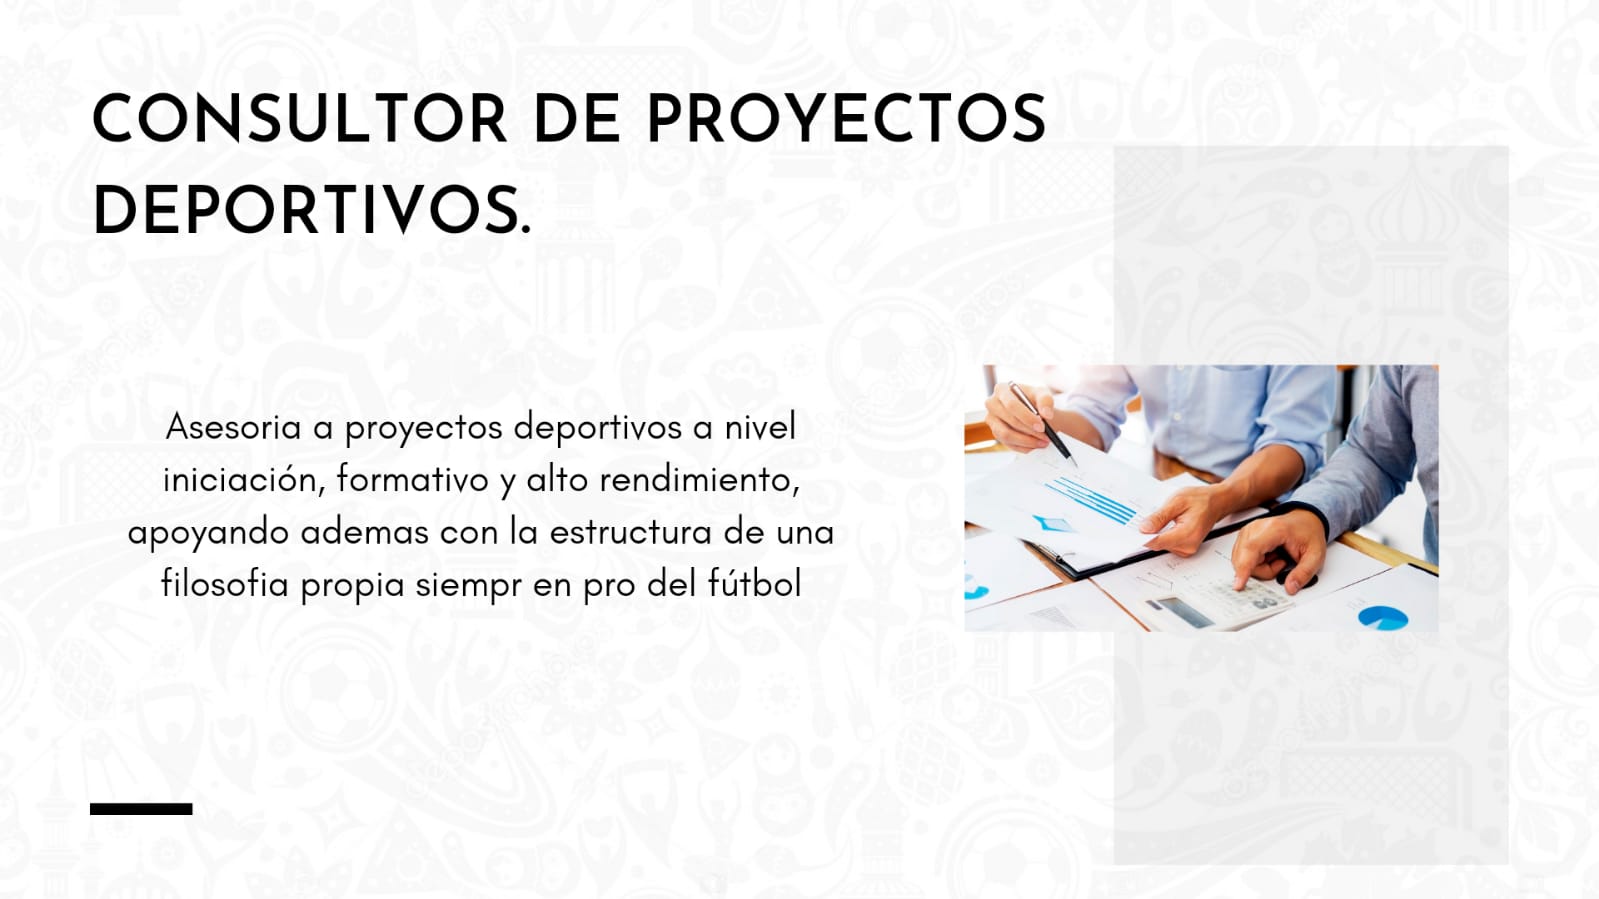 CONSULTOR DE PROYECTOS
DEPORTIVOS.
Asesoria a proyectos deportivos a nivel
iniciación, formativo y alto rendimiento,
apoyando ademas con la estructura de una
filosofia propia siempr en pro del fútbol